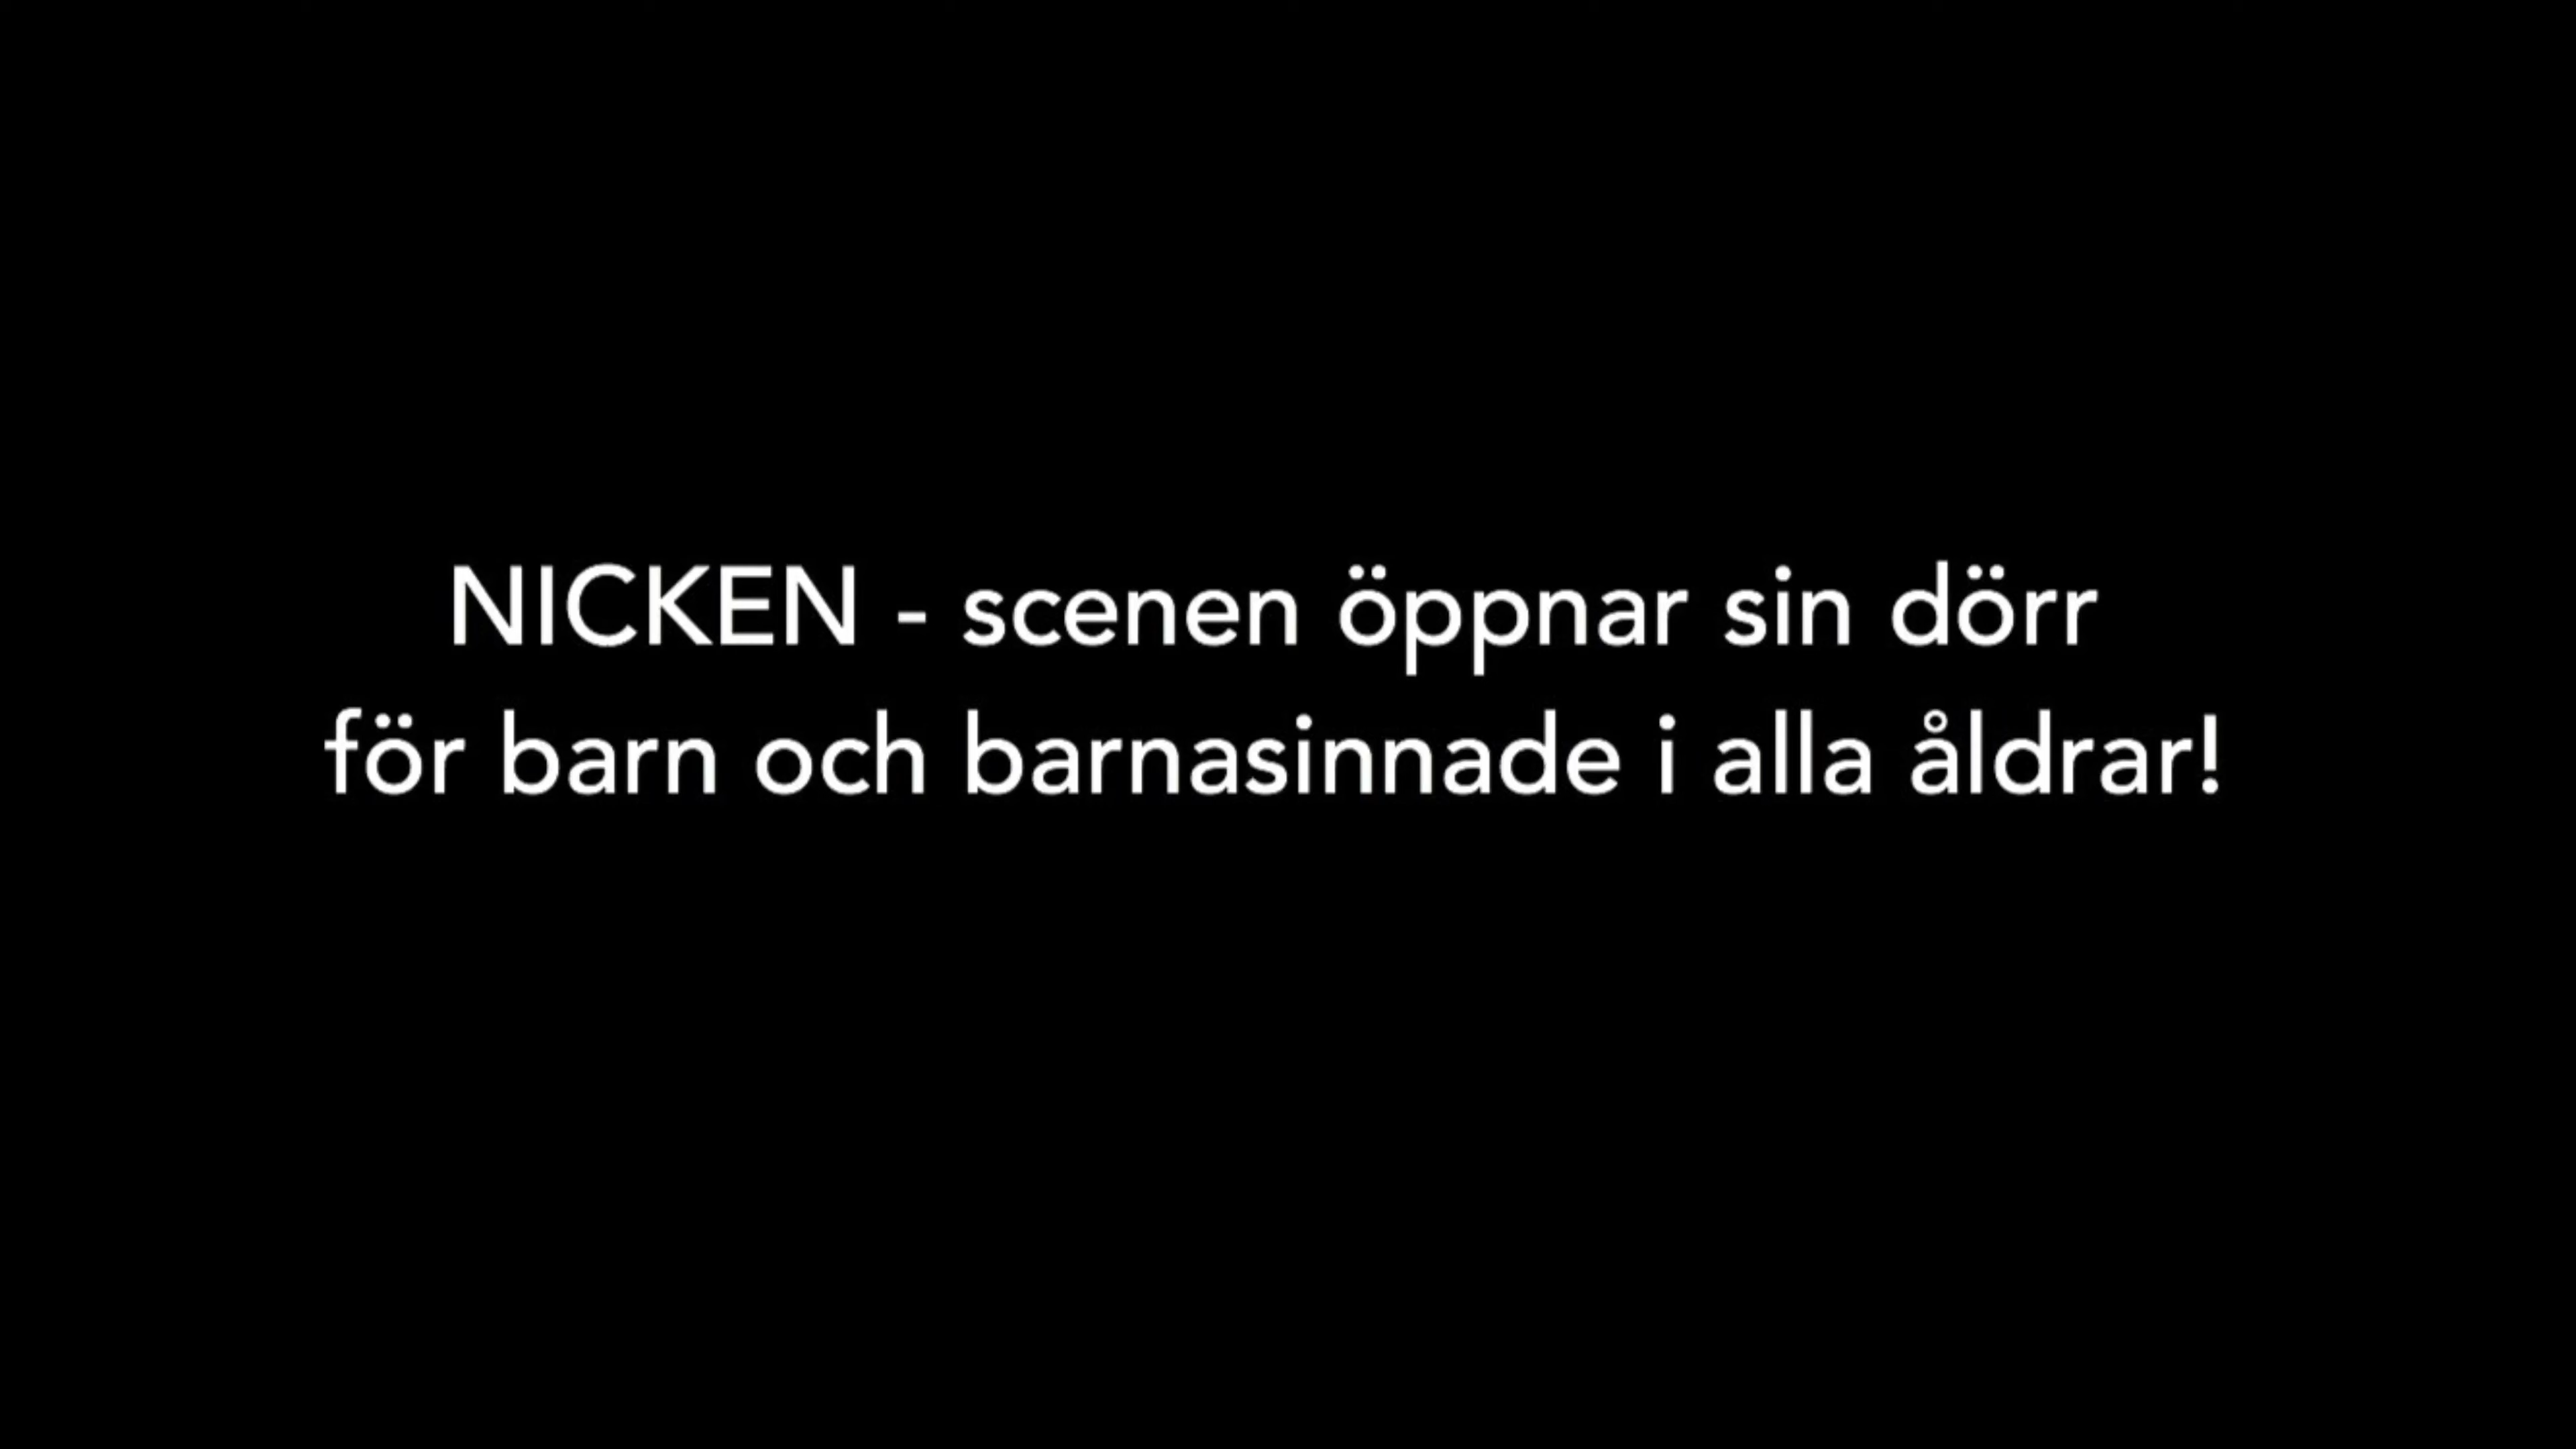 NICKEN - scenen öppnar sin dörr
för barn och barnasinnade i alla åldrar!